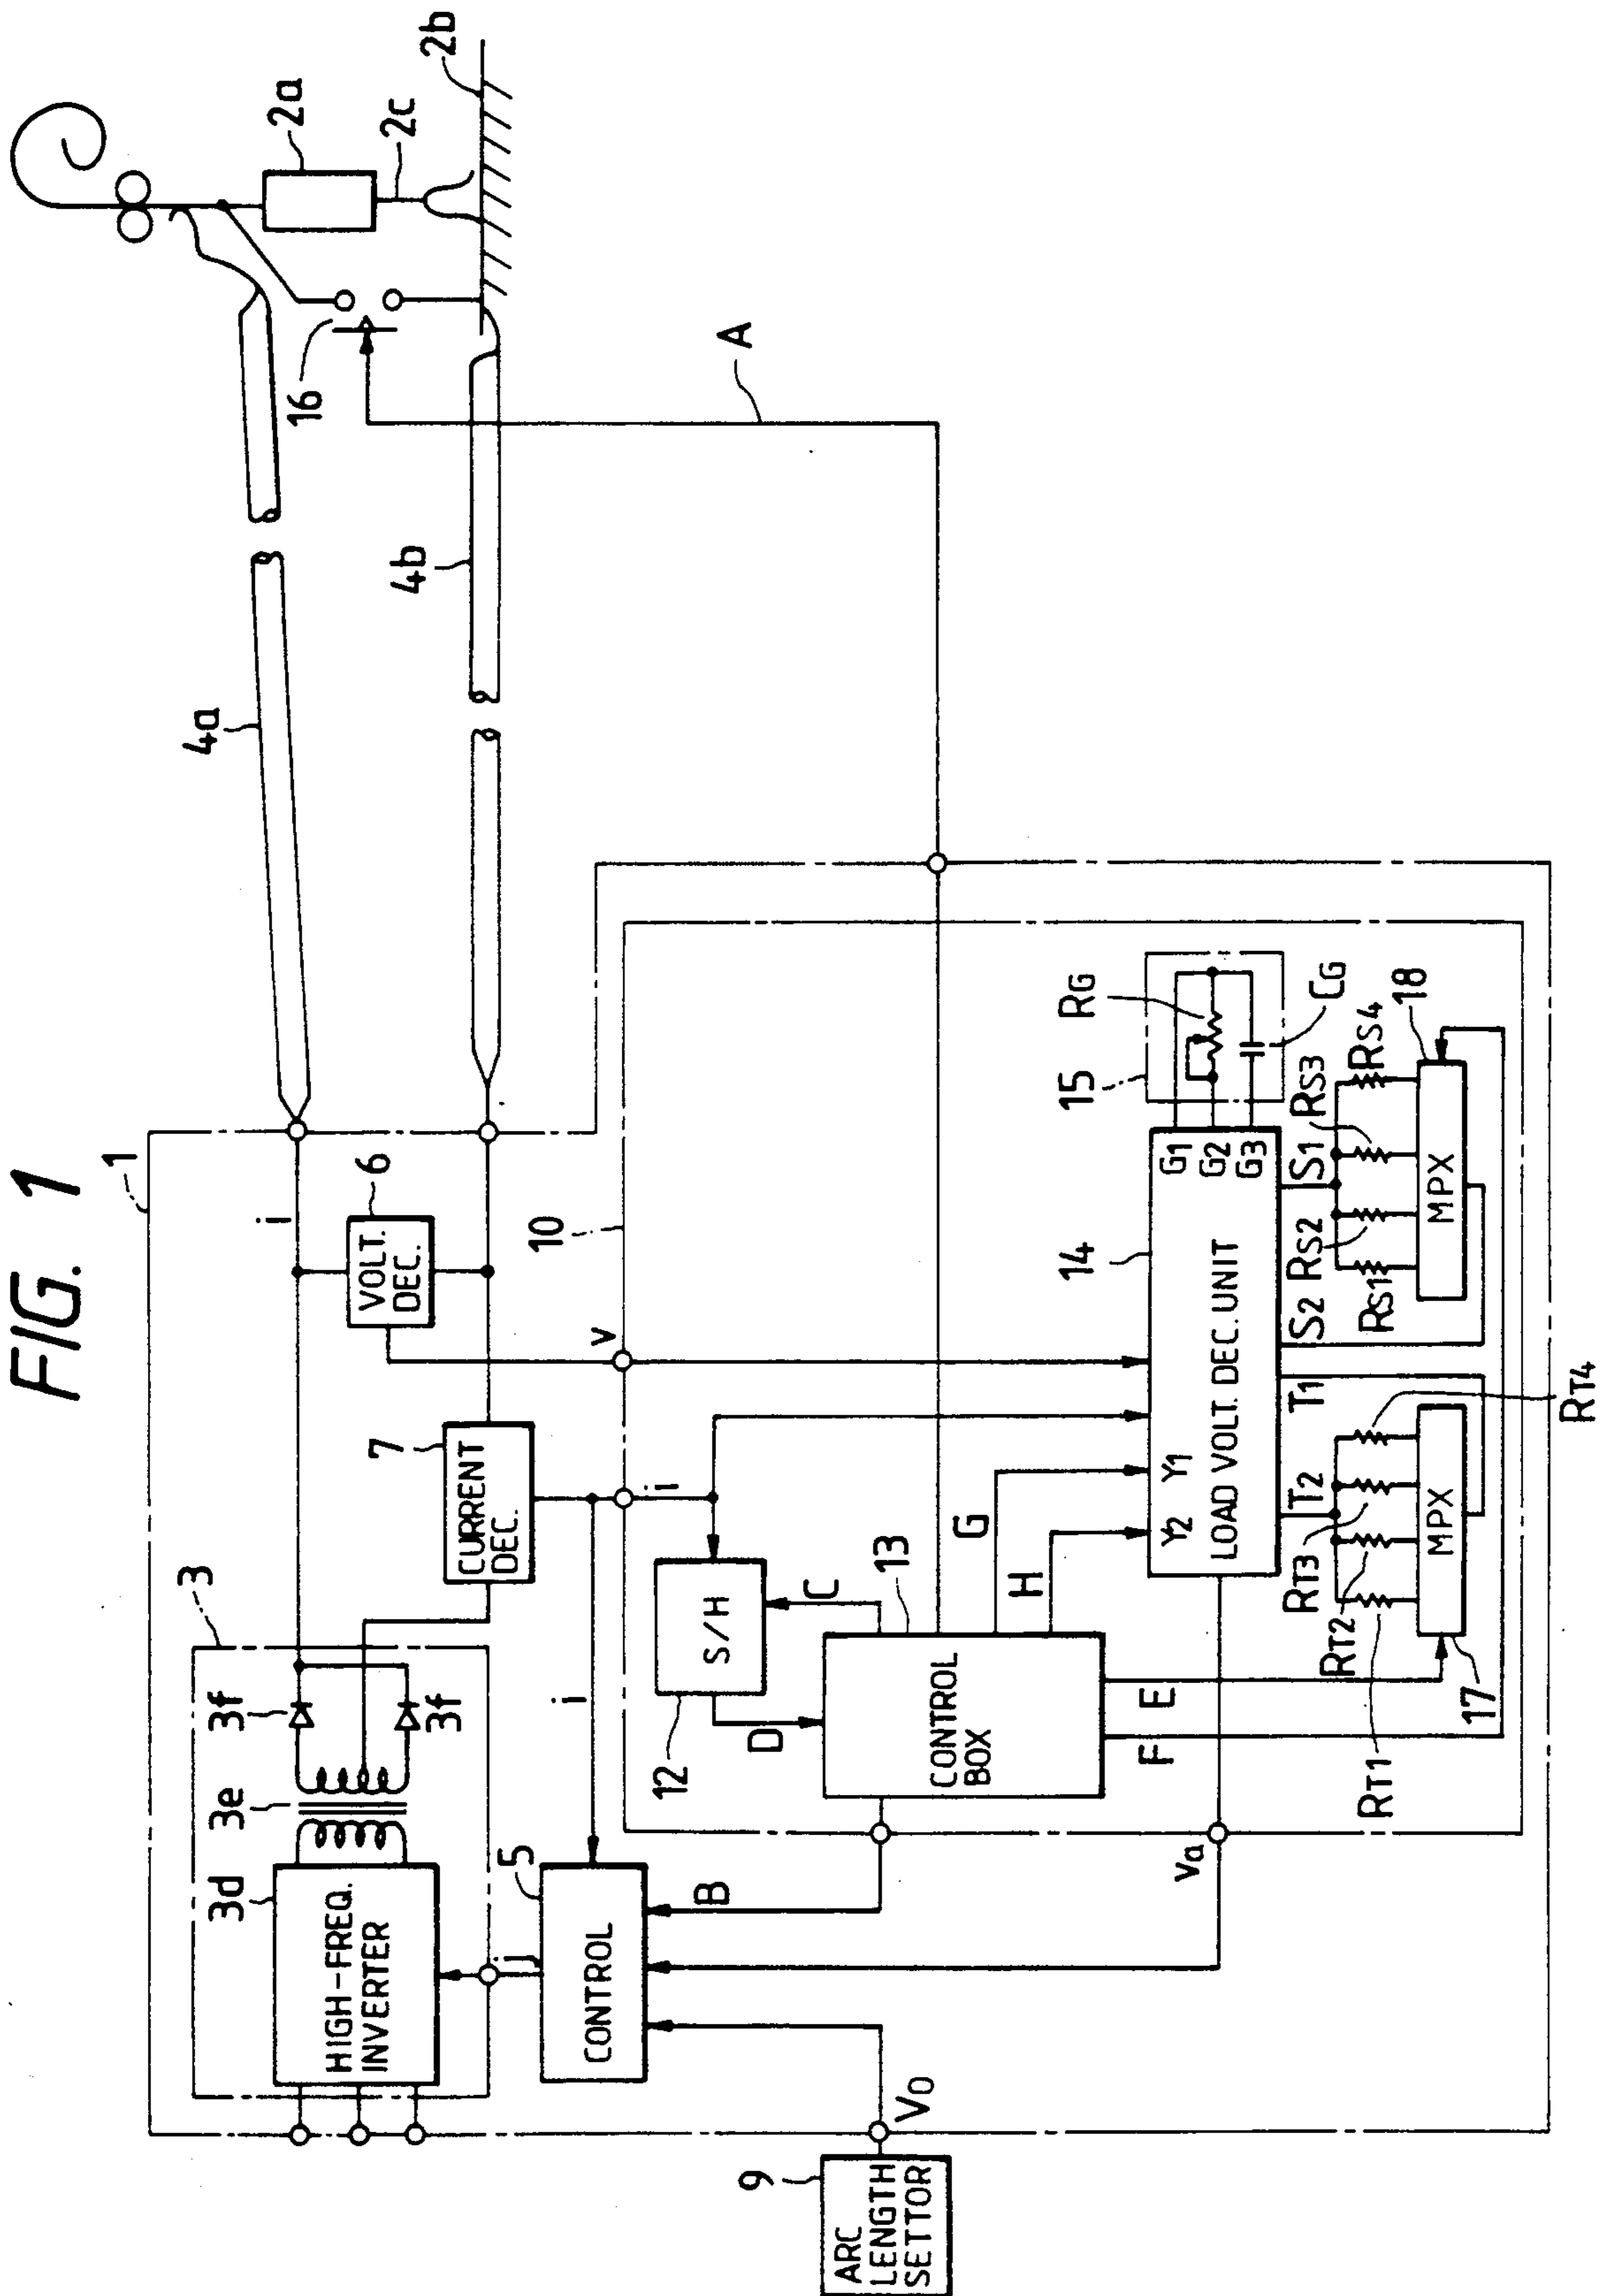 FIG. 1
1
3
3d
3e
3f
3f
HIGH-FREQ.
INVERTER
i
4a
2a
2c
2b
16
4b
A
6
VOLT.
DEC.
7
CURRENT
DEC.
i
i
v
10
5
j
CONTROL
B
9
ARC
LENGTH
SETTOR
V0
va
12
S/H
C
D
13
CONTROL
BOX
G
H
E
F
14
Y2
Y1
LOAD VOLT. DEC. UNIT
G1
G2
G3
15
RG
CG
T2
T1
S2
S1
RT1
RT2
RT3
RT4
RS1
RS2
RS3
RS4
17
MPX
18
MPX